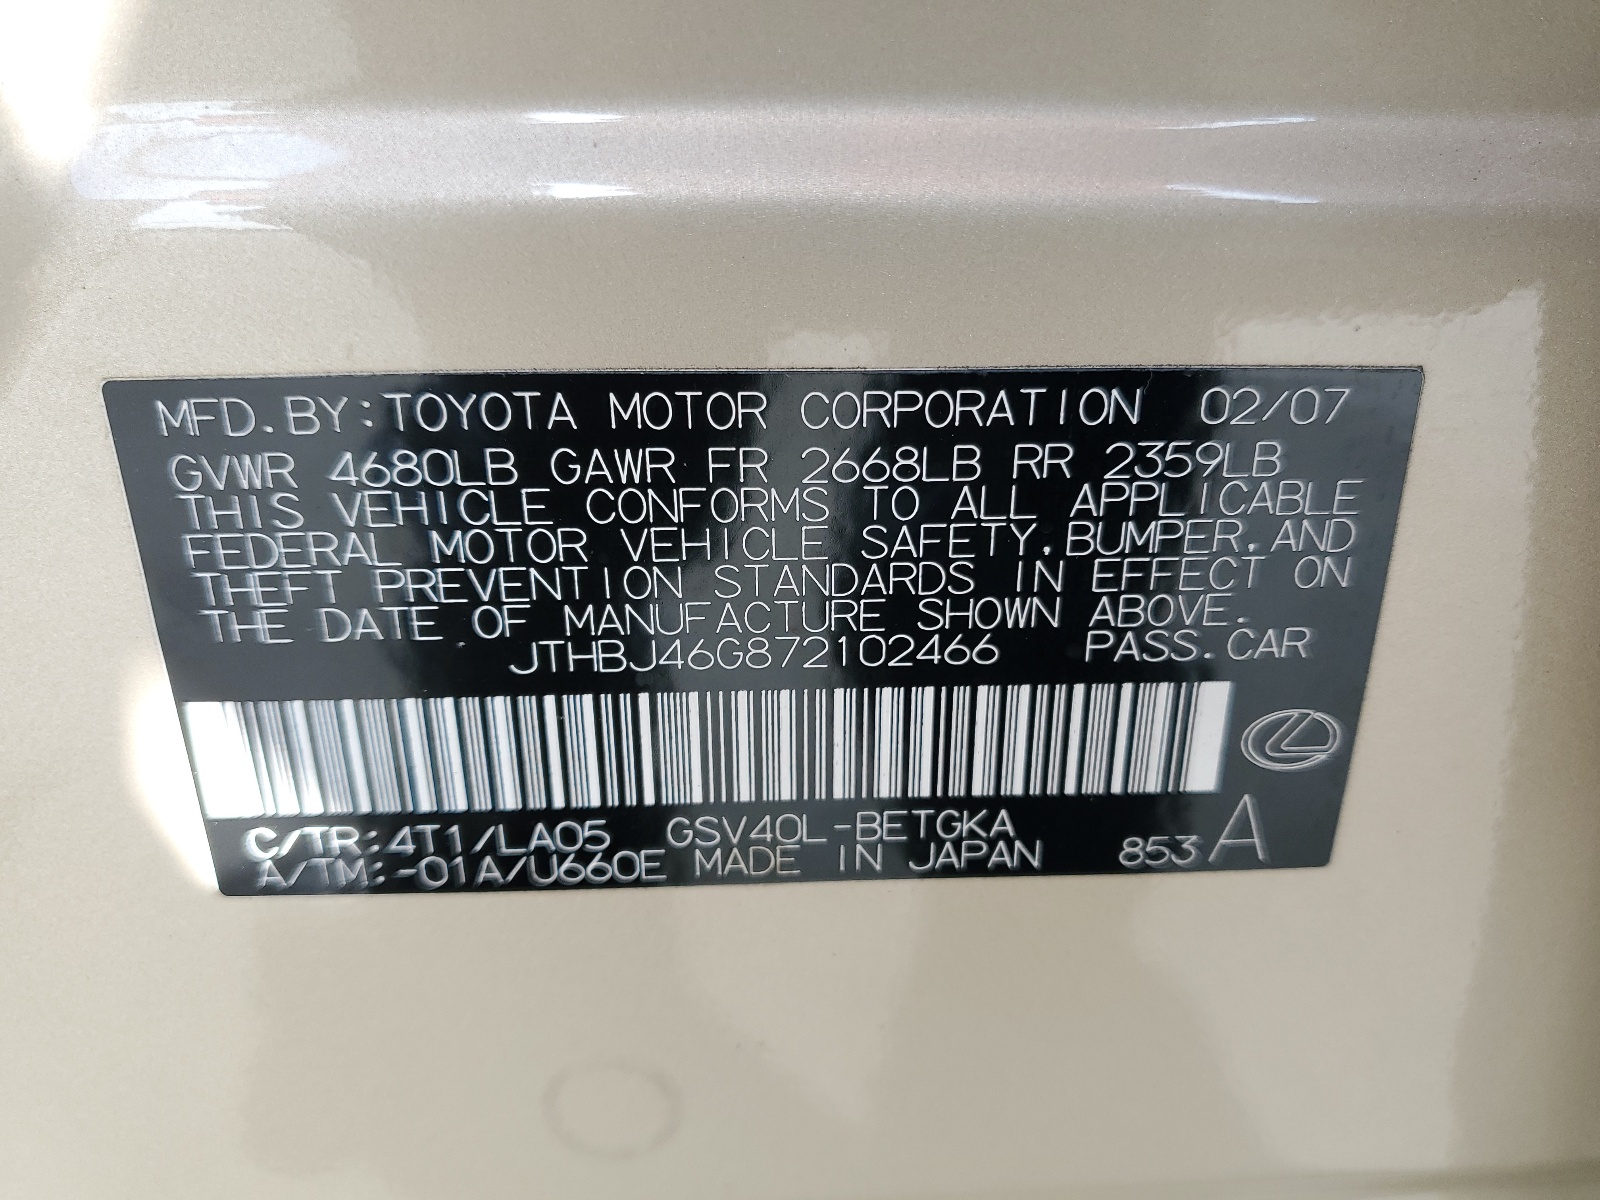 MFD. BY:TOYOTA MOTOR CORPORATION 02/07
GVWR 4680LB GAWR FR 2668LB RR 2359LB
THIS VEHICLE CONFORMS TO ALL APPLICABLE
FEDERAL MOTOR VEHICLE SAFETY, BUMPER, AND
THEFT PREVENTION STANDARDS IN EFFECT ON
THE DATE OF MANUFACTURE SHOWN ABOVE.
JTHBJ46G872102466 PASS. CAR
C/TR:4T1/LA05 GSV40L-BETGKA
A/TM:-01A/U660E MADE IN JAPAN 853 A